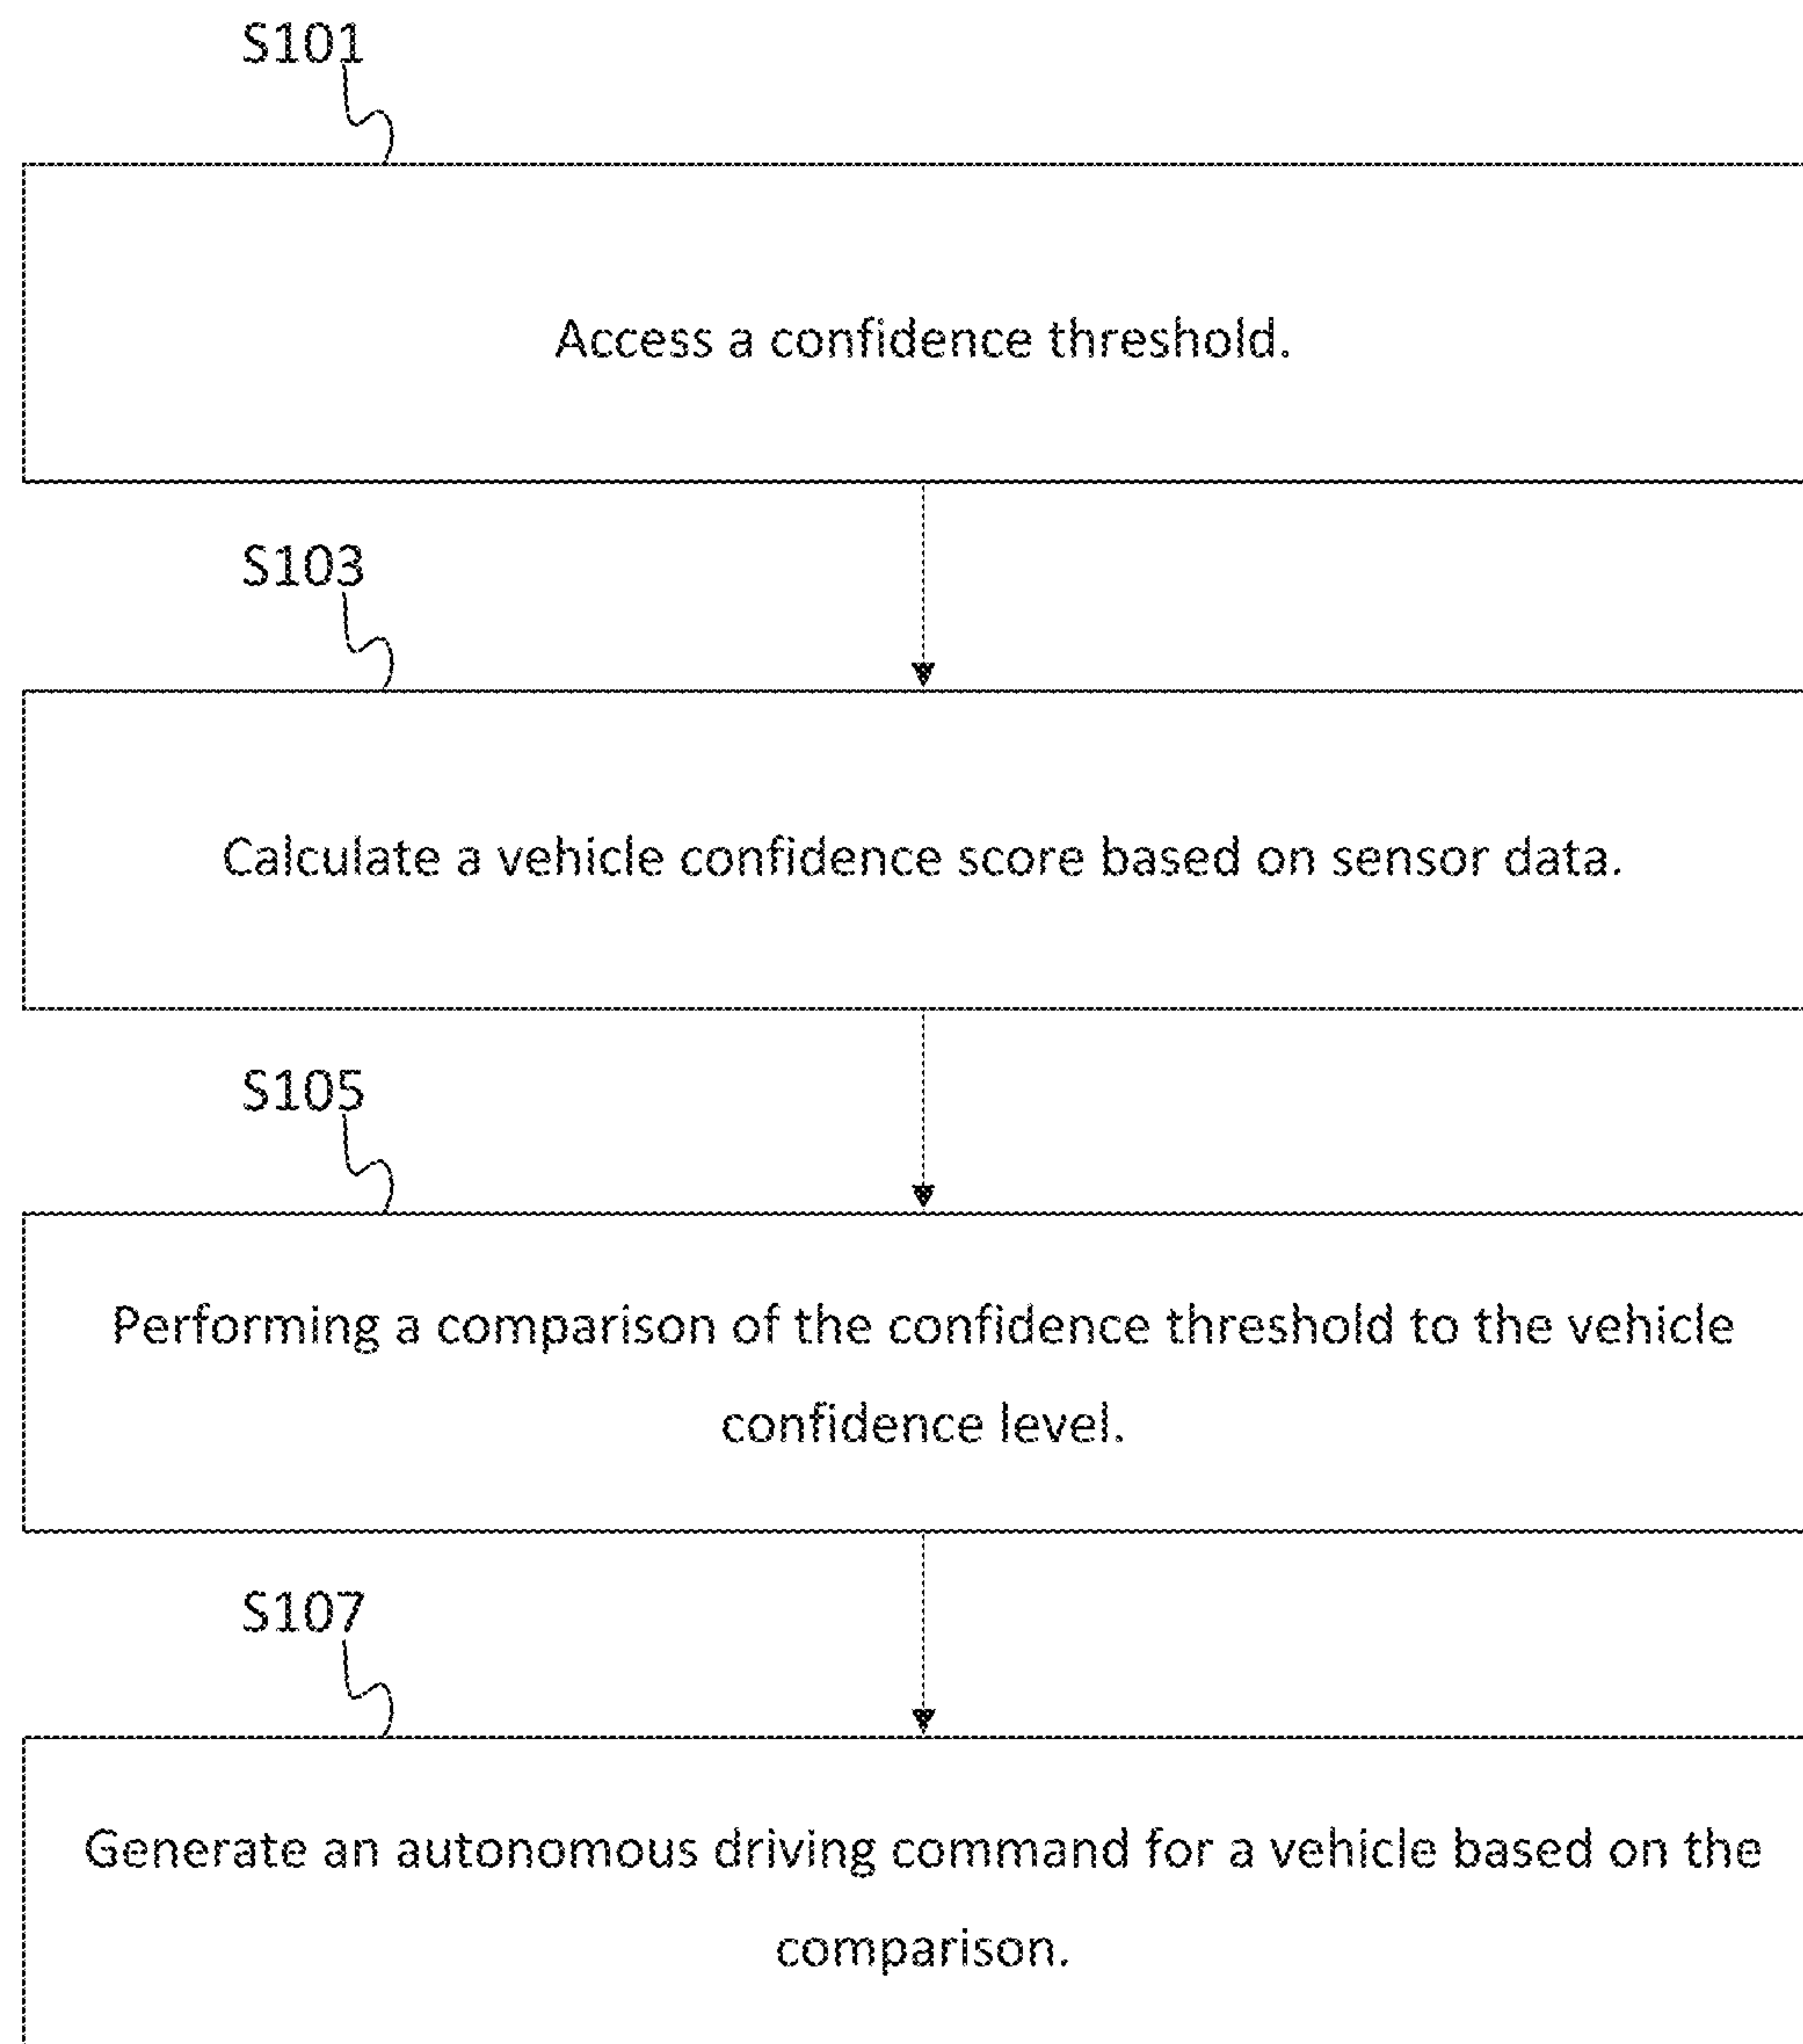 S101
Access a confidence threshold.
S103
Calculate a vehicle confidence score based on sensor data.
S105
Performing a comparison of the confidence threshold to the vehicle
confidence level.
S107
Generate an autonomous driving command for a vehicle based on the
comparison.